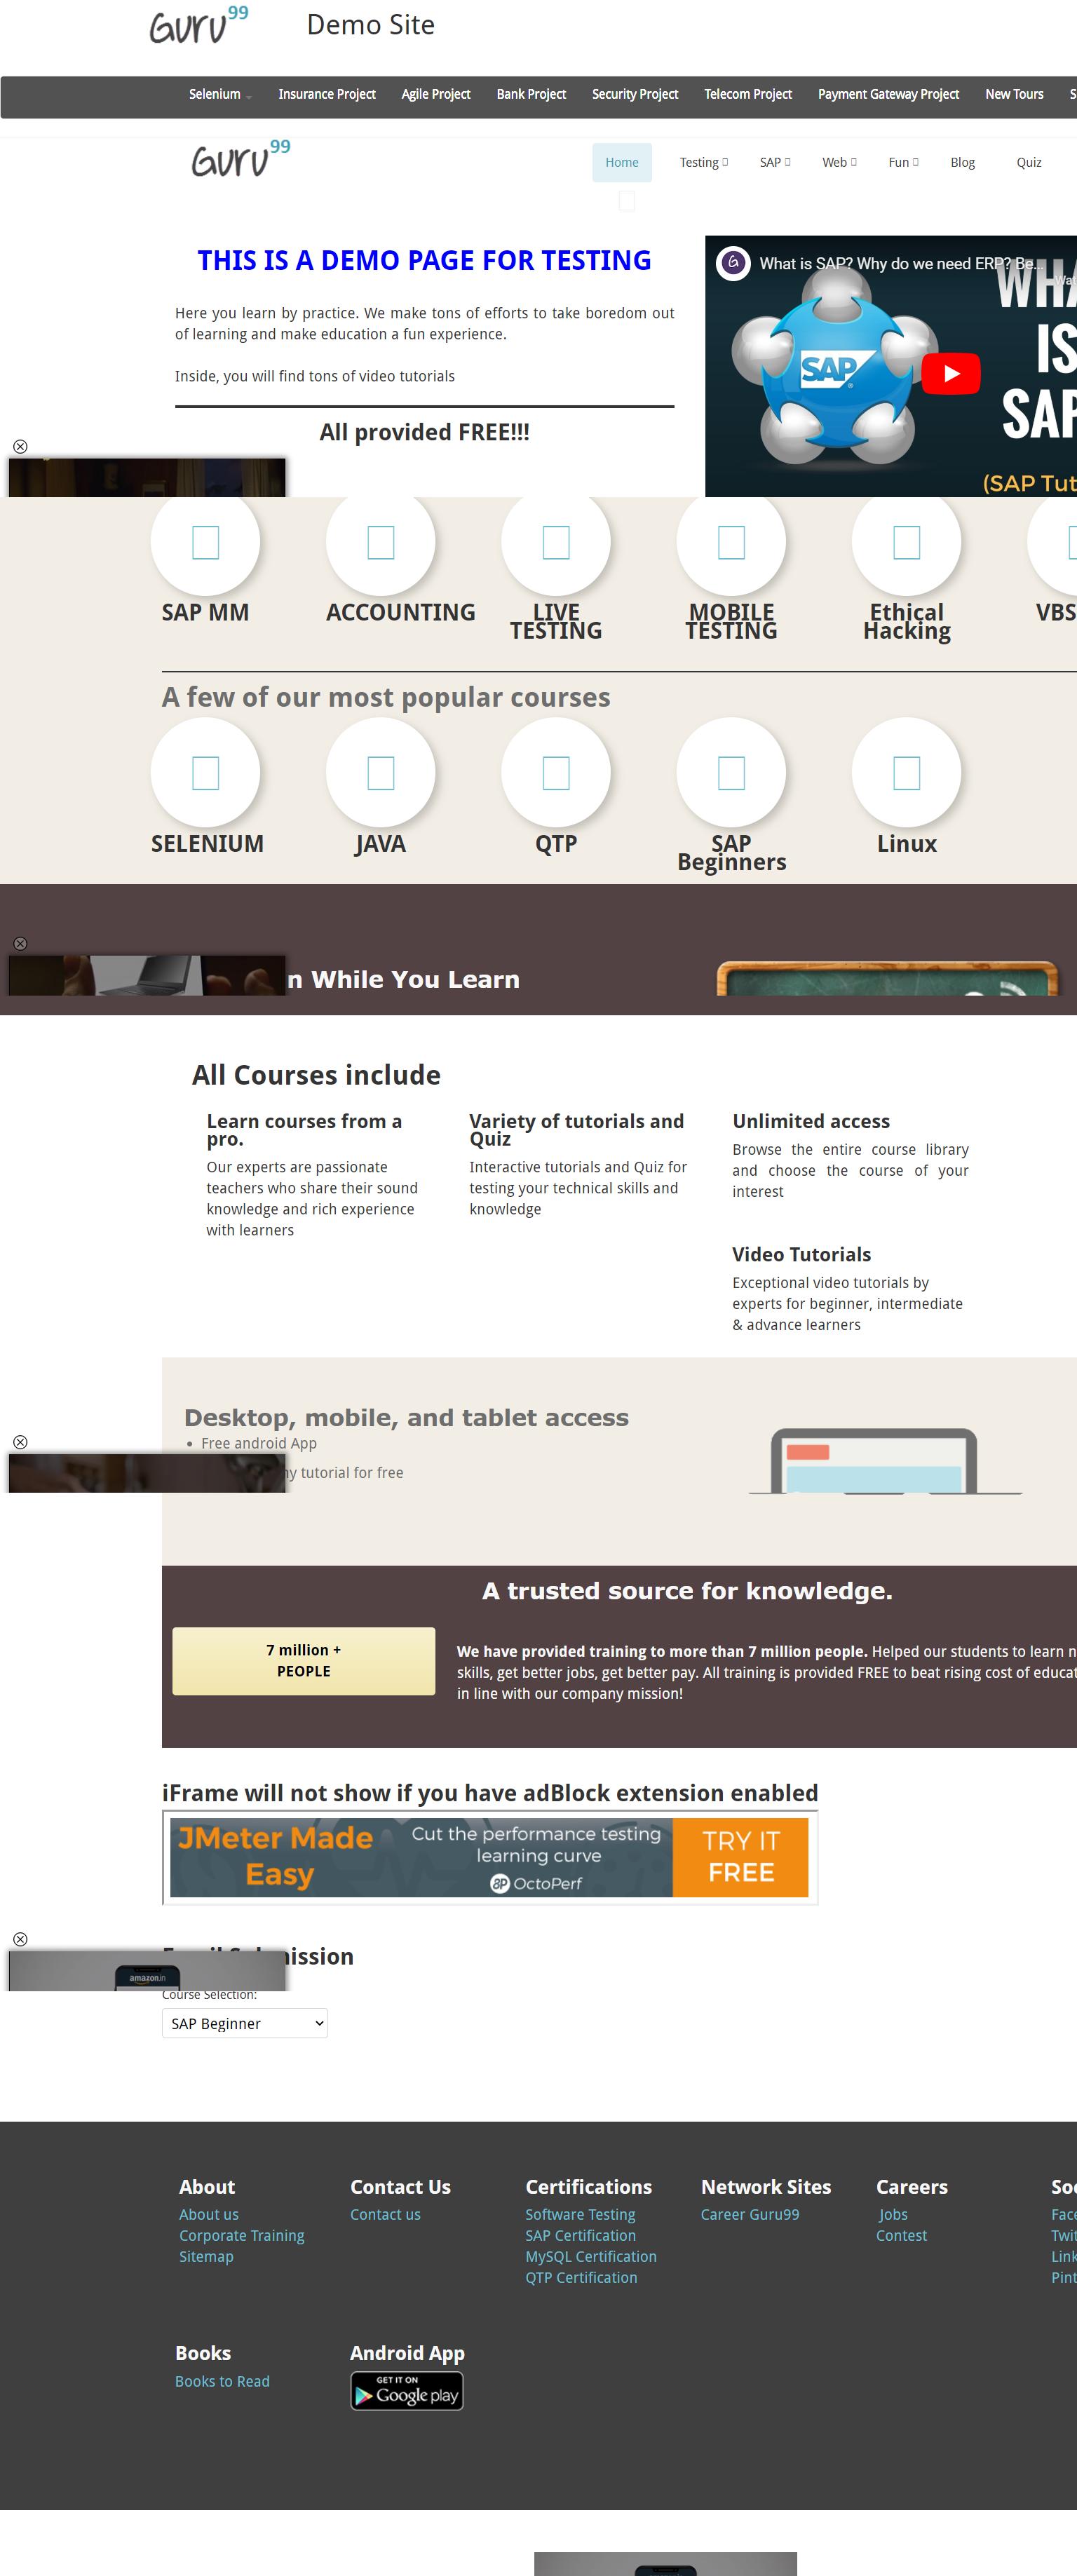 Guru99 Demo Site
Selenium Insurance Project Agile Project Bank Project Security Project Telecom Project Payment Gateway Project New Tours S
Guru99
Home Testing SAP Web Fun Blog Quiz
THIS IS A DEMO PAGE FOR TESTING
Here you learn by practice. We make tons of efforts to take boredom out
of learning and make education a fun experience.
Inside, you will find tons of video tutorials
All provided FREE!!!
What is SAP? Why do we need ERP? Be...
IS
SAP
SAP
(SAP Tut
SAP MM ACCOUNTING LIVE TESTING MOBILE TESTING Ethical Hacking VBS
A few of our most popular courses
SELENIUM JAVA QTP SAP Beginners Linux
n While You Learn
All Courses include
Learn courses from a
pro.
Our experts are passionate
teachers who share their sound
knowledge and rich experience
with learners
Variety of tutorials and
Quiz
Interactive tutorials and Quiz for
testing your technical skills and
knowledge
Unlimited access
Browse the entire course library
and choose the course of your
interest
Video Tutorials
Exceptional video tutorials by
experts for beginner, intermediate
& advance learners
Desktop, mobile, and tablet access
• Free android App
tutorial for free
A trusted source for knowledge.
7 million +
PEOPLE
We have provided training to more than 7 million people. Helped our students to learn n
skills, get better jobs, get better pay. All training is provided FREE to beat rising cost of educat
in line with our company mission!
iFrame will not show if you have adBlock extension enabled
JMeter Made
Easy
Cut the performance testing
learning curve
OctoPerf
TRY IT
FREE
amazon.in
Course Selection:
SAP Beginner
About
About us
Corporate Training
Sitemap
Contact Us
Contact us
Certifications
Software Testing
SAP Certification
MySQL Certification
QTP Certification
Network Sites
Career Guru99
Careers
Jobs
Contest
Soc
Face
Twit
Link
Pint
Books
Books to Read
Android App
GET IT ON
Google play